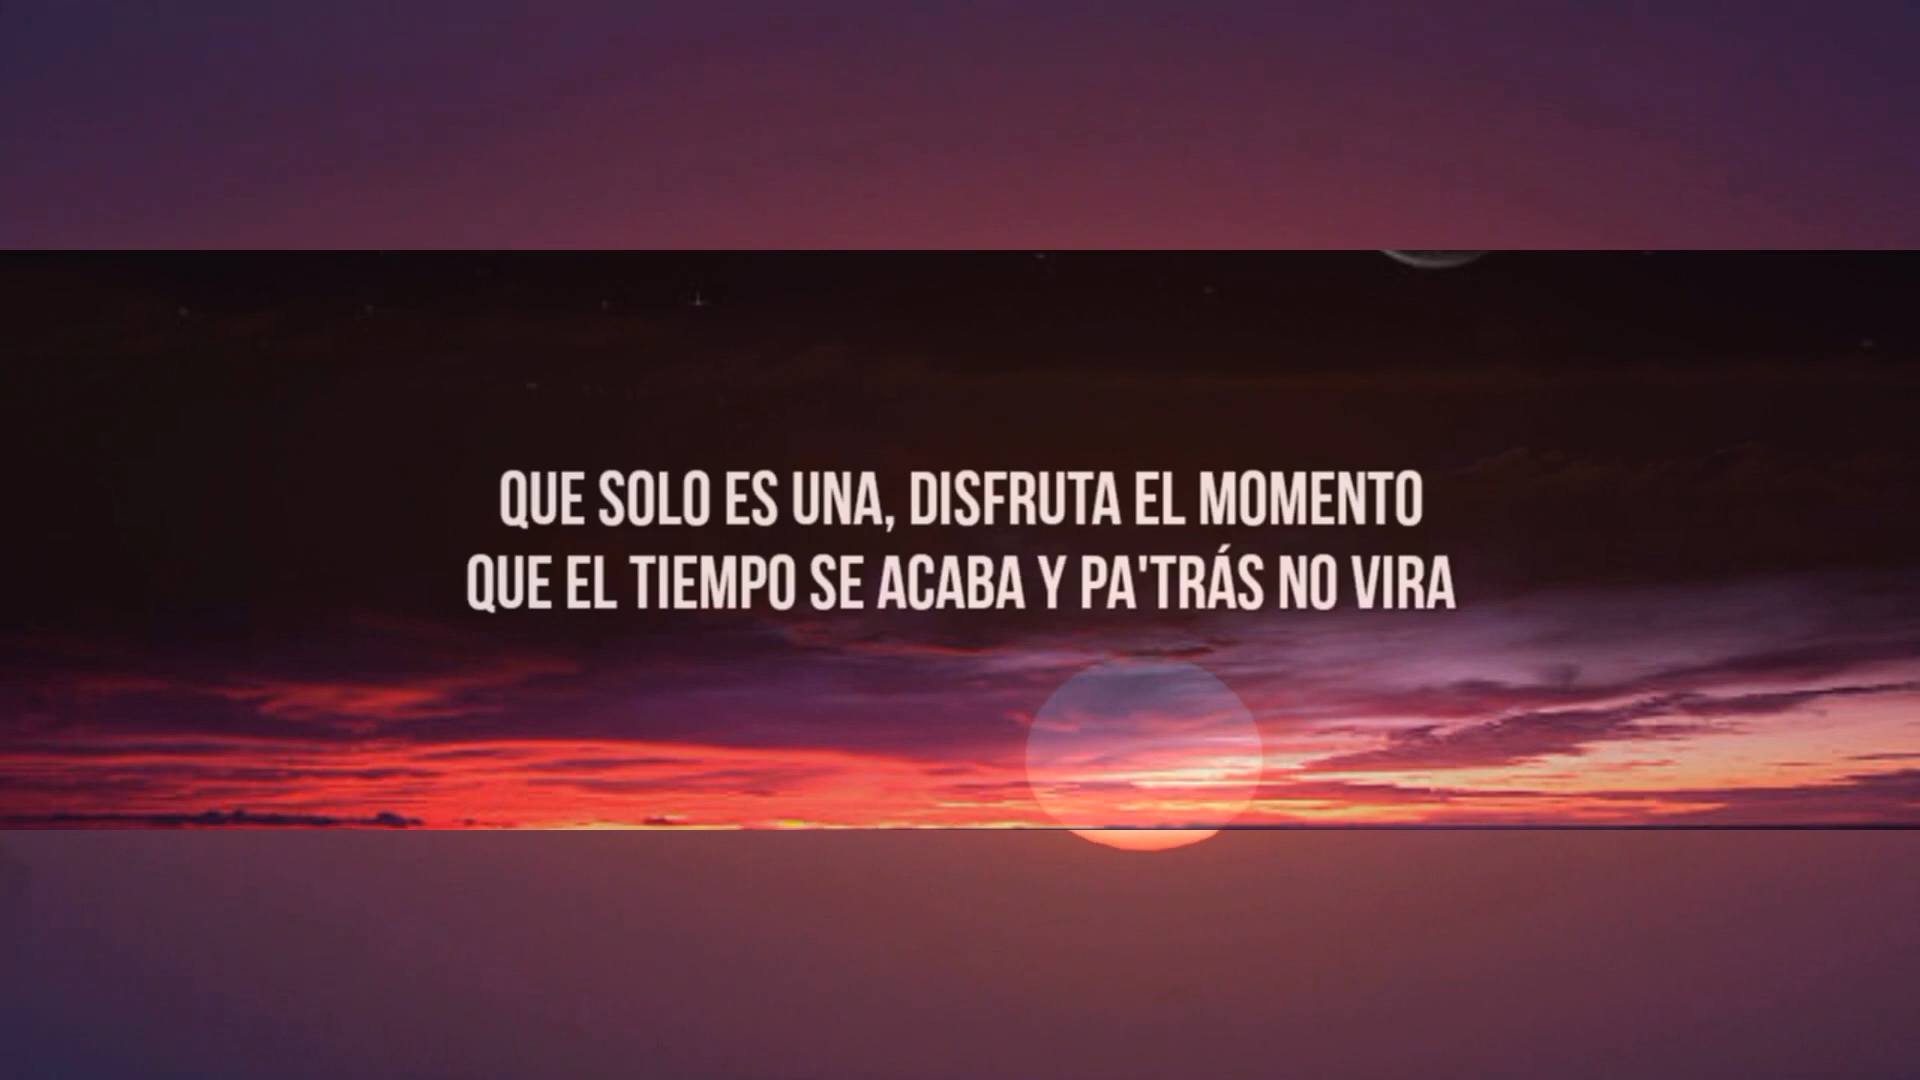 QUE SOLO ES UNA, DISFRUTA EL MOMENTO
QUE EL TIEMPO SE ACABA Y PA'TRÁS NO VIRA